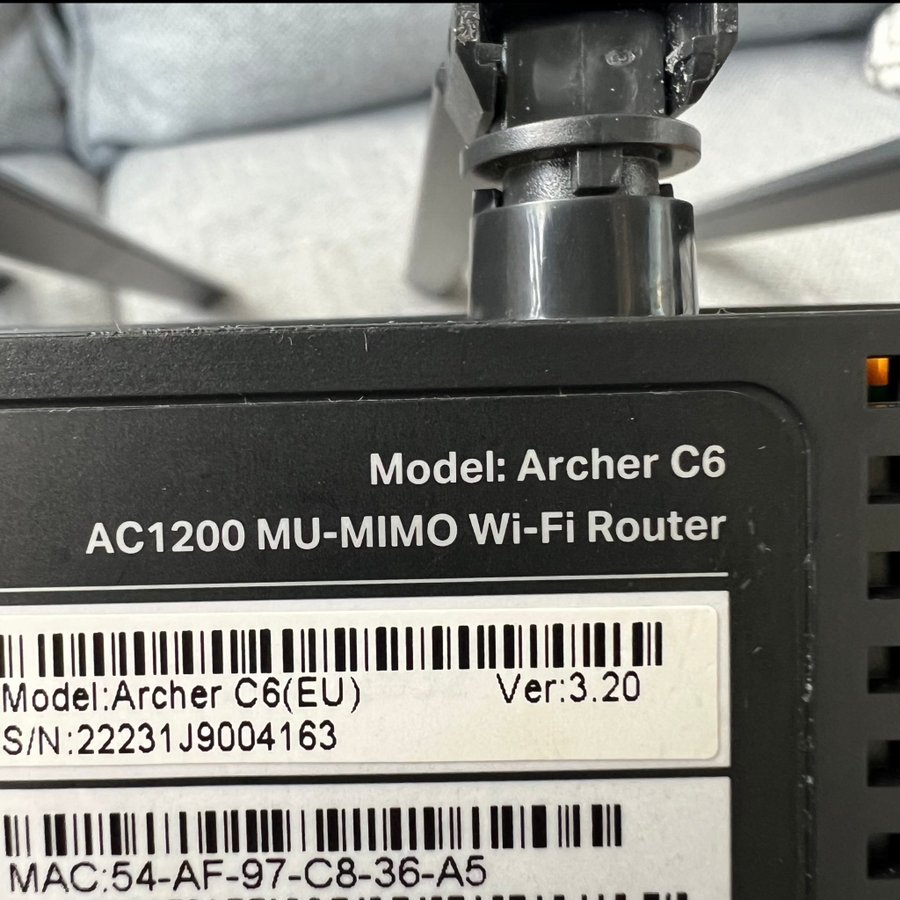 Model: Archer C6
AC1200 MU-MIMO Wi-Fi Router
Model:Archer C6(EU) Ver:3.20
S/N:22231J9004163
MAC:54-AF-97-C8-36-A5